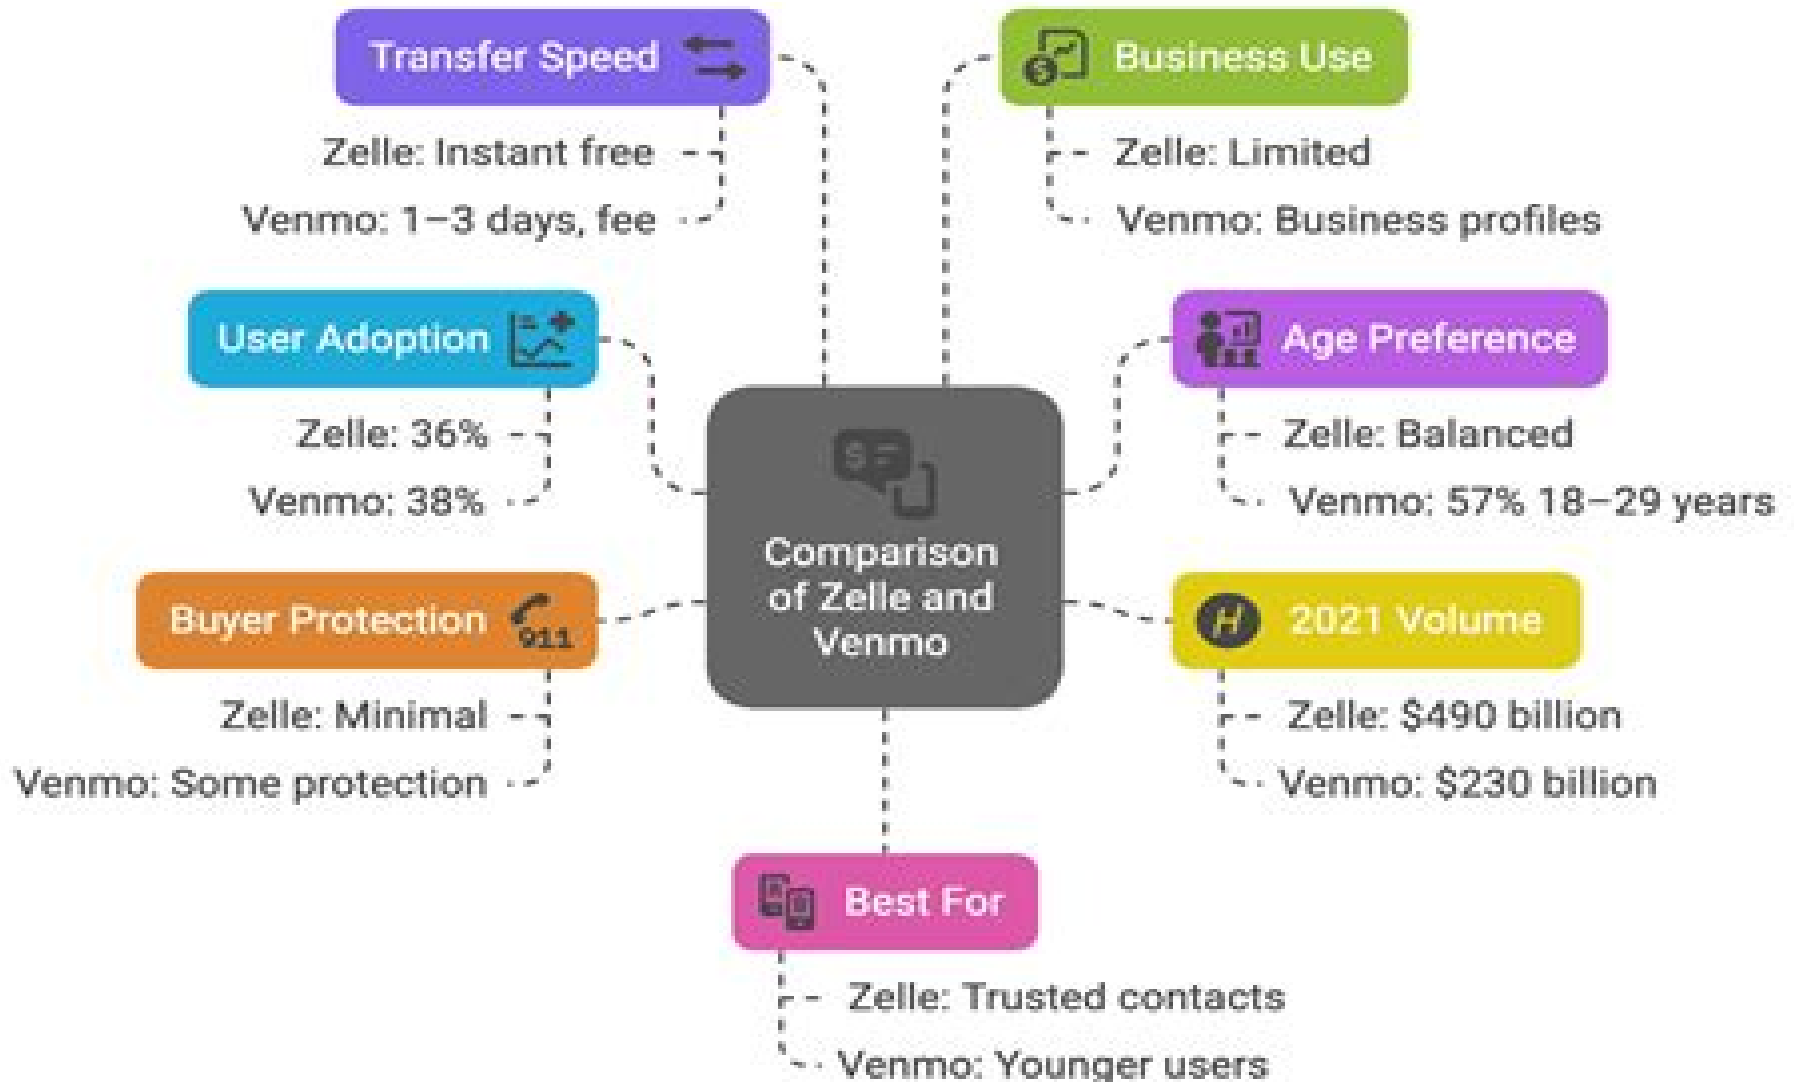 Transfer Speed
Zelle: Instant free
Venmo: 1–3 days, fee
User Adoption
Zelle: 36%
Venmo: 38%
Buyer Protection
911
Zelle: Minimal
Venmo: Some protection
Comparison
of Zelle and
Venmo
$
Business Use
$
Zelle: Limited
Venmo: Business profiles
Age Preference
Zelle: Balanced
Venmo: 57% 18–29 years
H
2021 Volume
Zelle: $490 billion
Venmo: $230 billion
Best For
Zelle: Trusted contacts
Venmo: Younger users